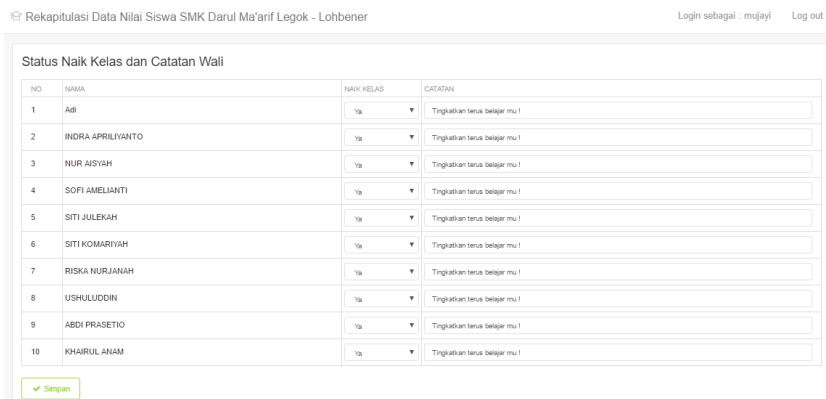 Rekapitulasi Data Nilai Siswa SMK Darul Ma'arif Legok - Lohbener Login sebagai : mujayi Log out
Status Naik Kelas dan Catatan Wali
NO NAMA NAIK KELAS CATATAN
1 Adi Ya Tingkatkan terus belajar mu !
2 INDRA APRILIYANTO Ya Tingkatkan terus belajar mu !
3 NUR AISYAH Ya Tingkatkan terus belajar mu !
4 SOFI AMELIANTI Ya Tingkatkan terus belajar mu !
5 SITI JULEKAH Ya Tingkatkan terus belajar mu !
6 SITI KOMARIYAH Ya Tingkatkan terus belajar mu !
7 RISKA NURJANAH Ya Tingkatkan terus belajar mu !
8 USHULUDDIN Ya Tingkatkan terus belajar mu !
9 ABDI PRASETIO Ya Tingkatkan terus belajar mu !
10 KHAIRUL ANAM Ya Tingkatkan terus belajar mu !
Simpan